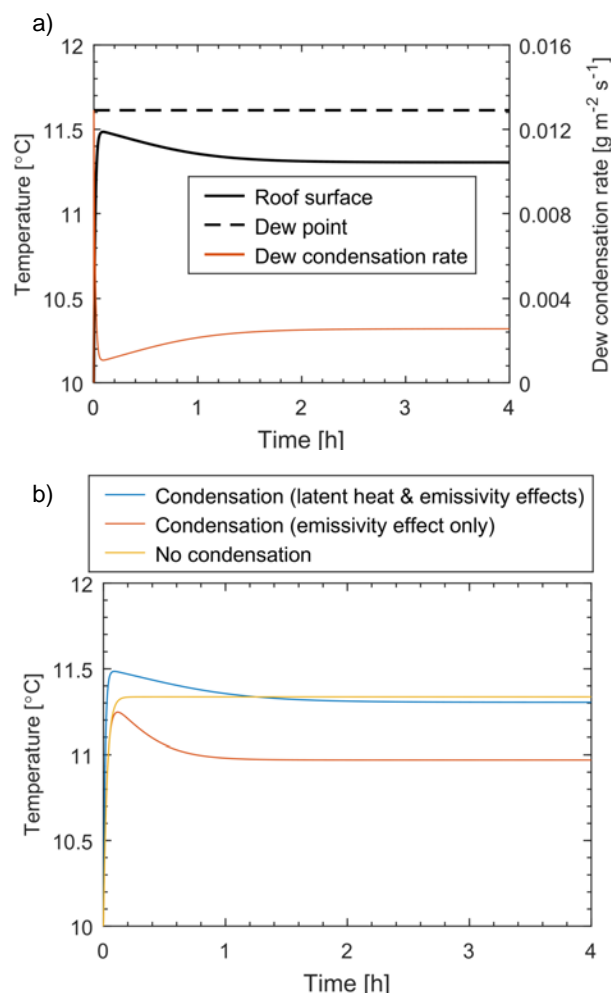 a)
12
0.016
11.5
0.012
11
0.008
10.5
0.004
10
0
Temperature [°C]
Dew condensation rate [g m⁻² s⁻¹]
Roof surface
Dew point
Dew condensation rate
0
1
2
3
4
Time [h]
b)
Condensation (latent heat & emissivity effects)
Condensation (emissivity effect only)
No condensation
12
11.5
11
10.5
10
Temperature [°C]
0
1
2
3
4
Time [h]